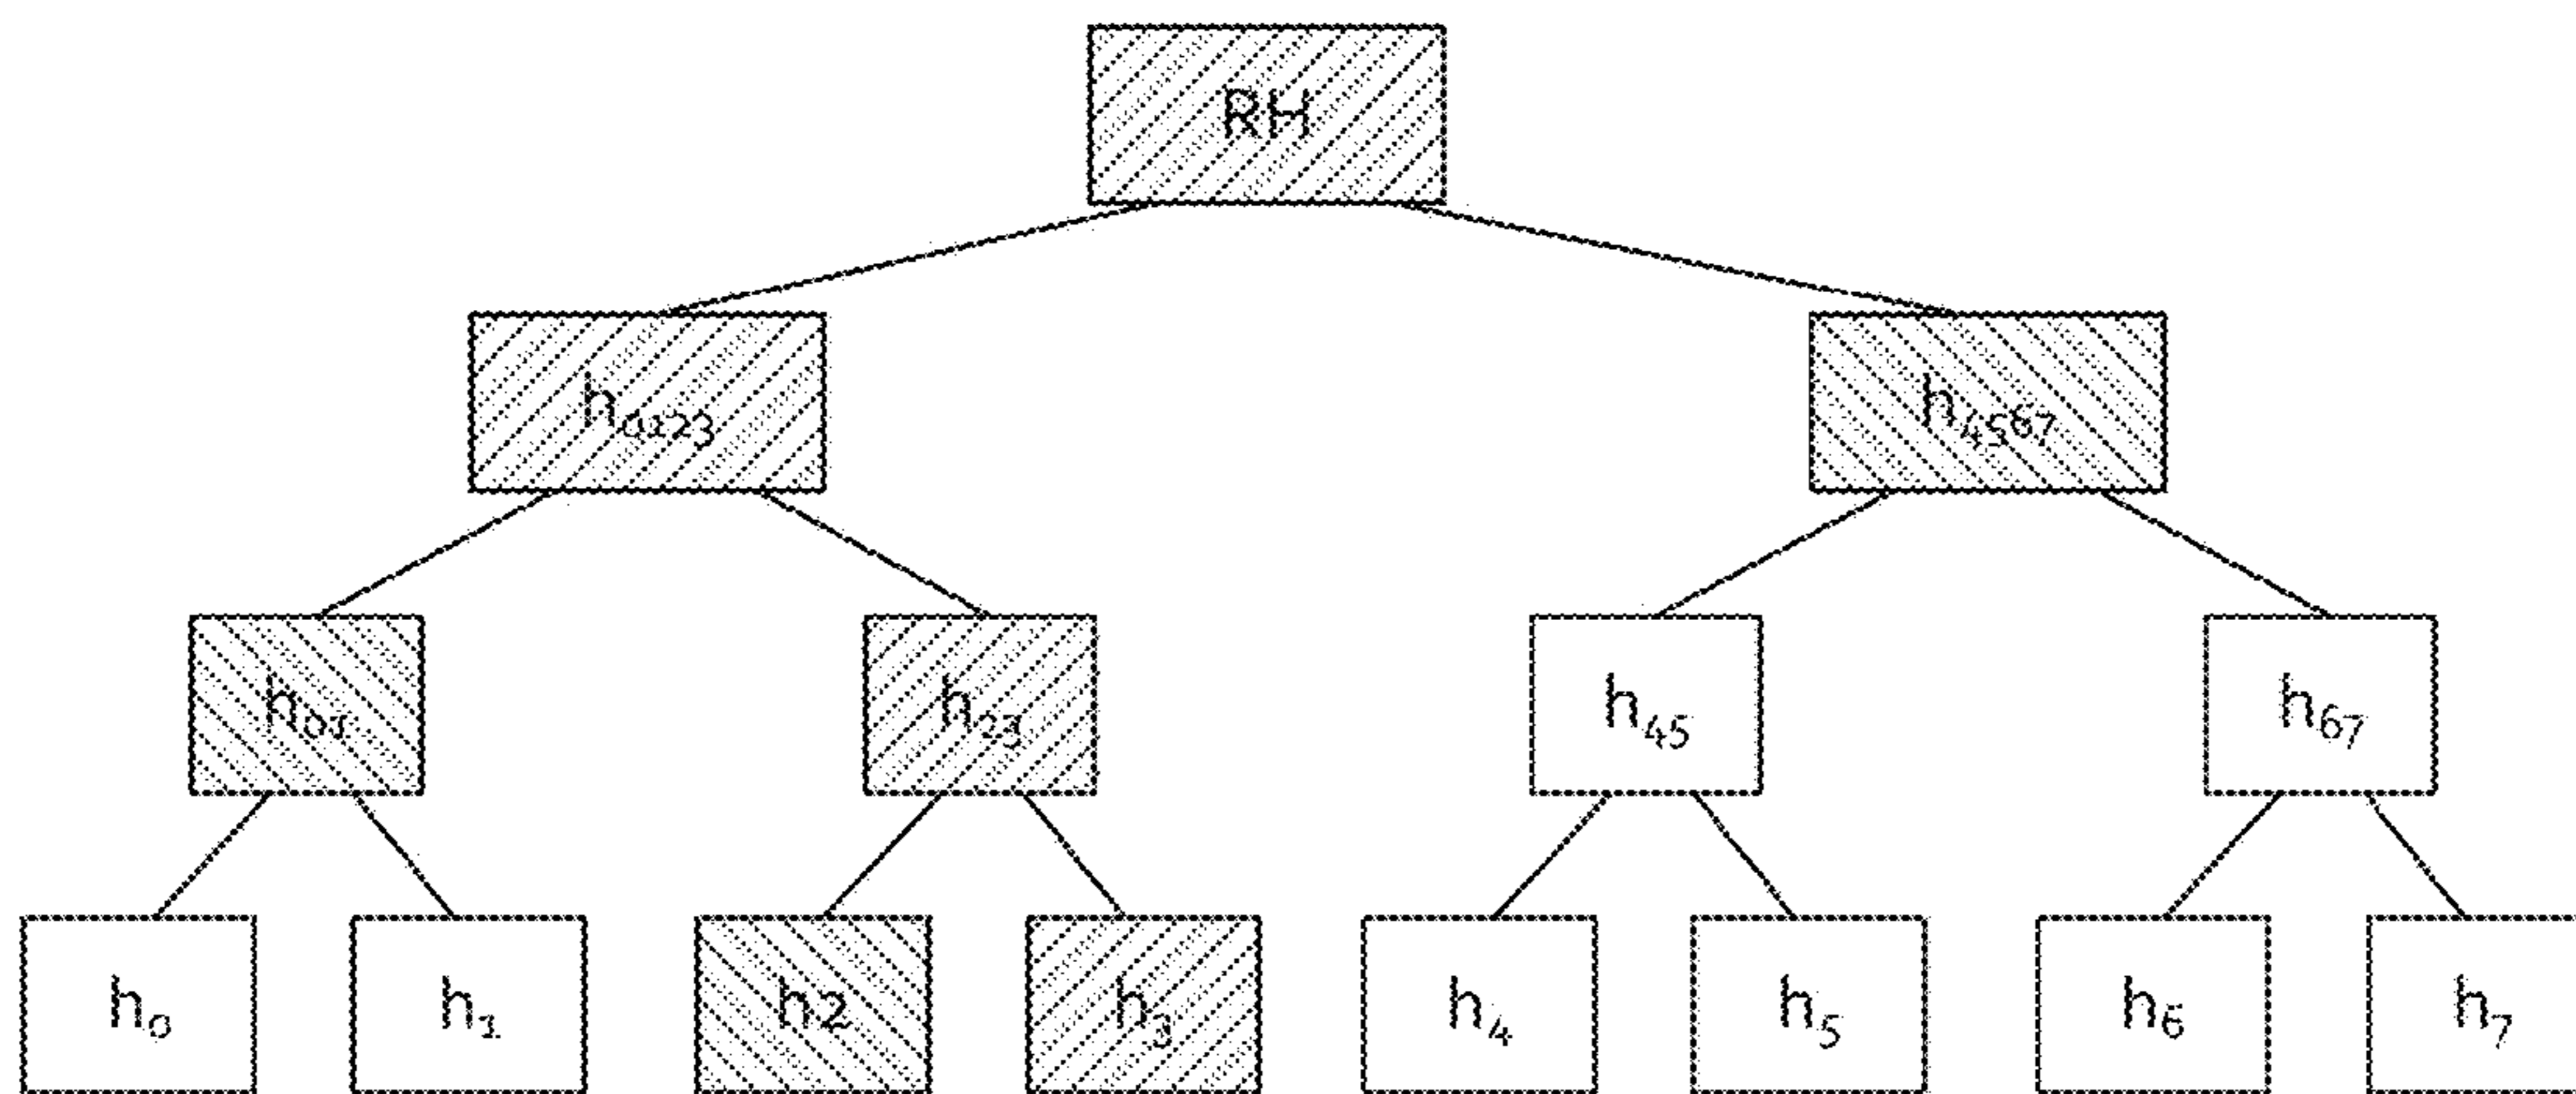 RH
h₀₁₂₃ h₄₅₆₇
h₀₁ h₂₃ h₄₅ h₆₇
h₀ h₁ h2 h₃ h₄ h₅ h₆ h₇